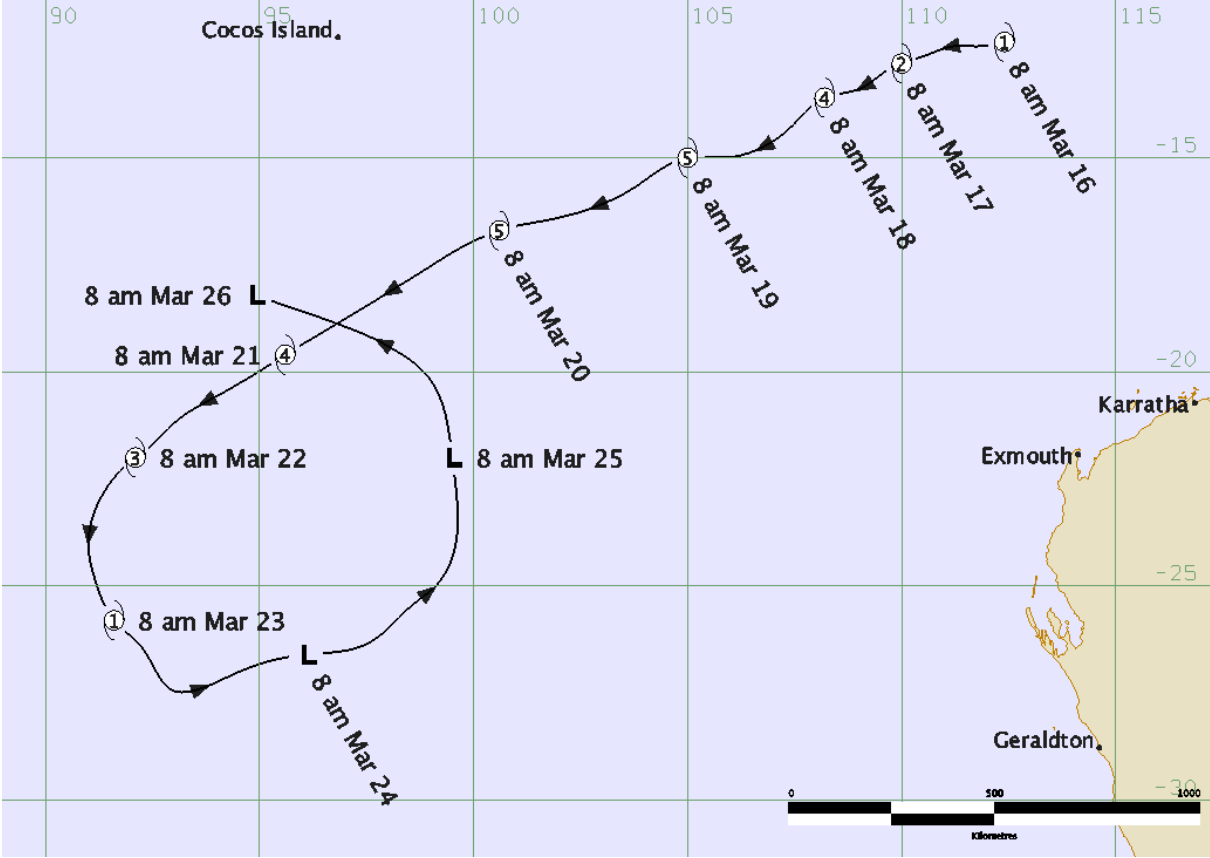 90
95
100
105
110
115
Cocos Island
1
8 am Mar 16
2
8 am Mar 17
4
8 am Mar 18
-15
5
8 am Mar 19
5
8 am Mar 20
8 am Mar 26 L
8 am Mar 21 4
-20
Karratha
3 8 am Mar 22
L 8 am Mar 25
Exmouth
-25
1 8 am Mar 23
L
8 am Mar 24
Geraldton
-30
0 500 1000
Kilometres